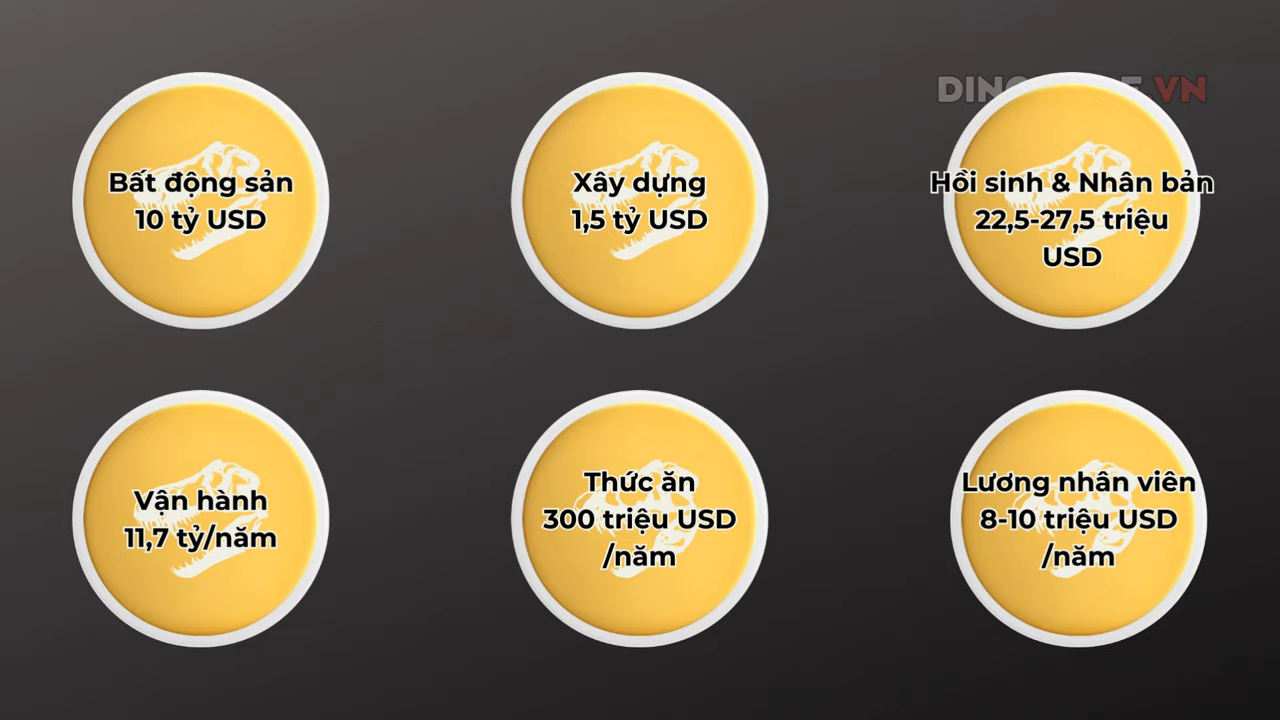 Bất động sản
10 tỷ USD
Xây dựng
1,5 tỷ USD
.VN
Hồi sinh & Nhân bản
22,5-27,5 triệu
USD
Vận hành
11,7 tỷ/năm
Thức ăn
300 triệu USD
/năm
Lương nhân viên
8-10 triệu USD
/năm